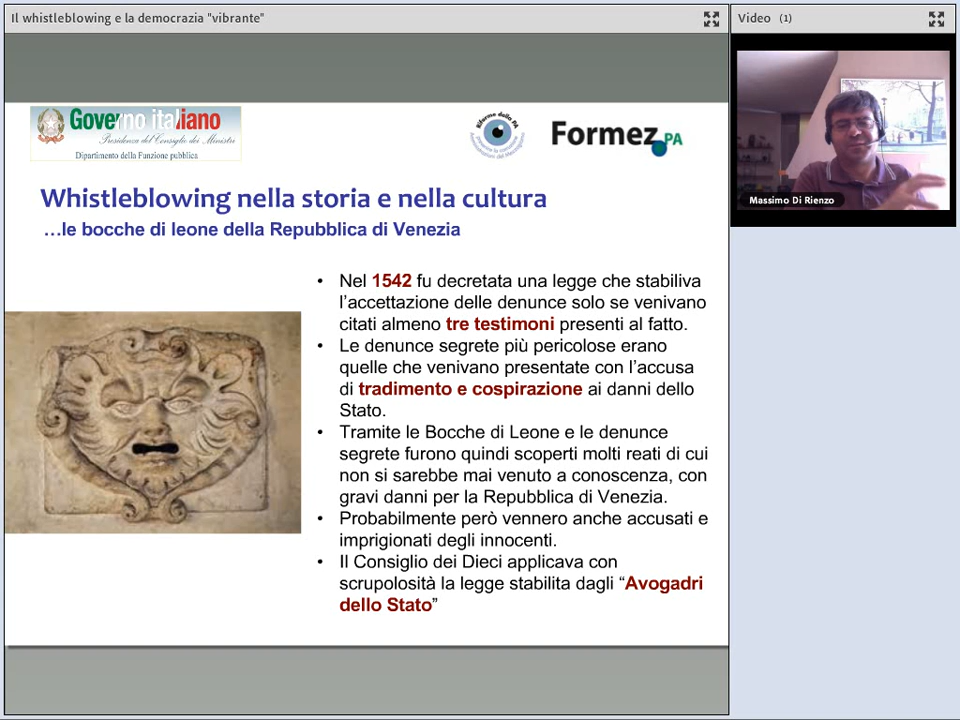 Il whistleblowing e la democrazia "vibrante"
Video (1)
Governo italiano
Presidenza del Consiglio dei Ministri
Dipartimento della Funzione pubblica
Riforme della PA
Formez PA
Massimo Di Rienzo
Whistleblowing nella storia e nella cultura
…le bocche di leone della Repubblica di Venezia
• Nel 1542 fu decretata una legge che stabiliva
l’accettazione delle denunce solo se venivano
citati almeno tre testimoni presenti al fatto.
• Le denunce segrete più pericolose erano
quelle che venivano presentate con l’accusa
di tradimento e cospirazione ai danni dello
Stato.
• Tramite le Bocche di Leone e le denunce
segrete furono quindi scoperti molti reati di cui
non si sarebbe mai venuto a conoscenza, con
gravi danni per la Repubblica di Venezia.
• Probabilmente però vennero anche accusati e
imprigionati degli innocenti.
• Il Consiglio dei Dieci applicava con
scrupolosità la legge stabilita dagli “Avogadri
dello Stato”